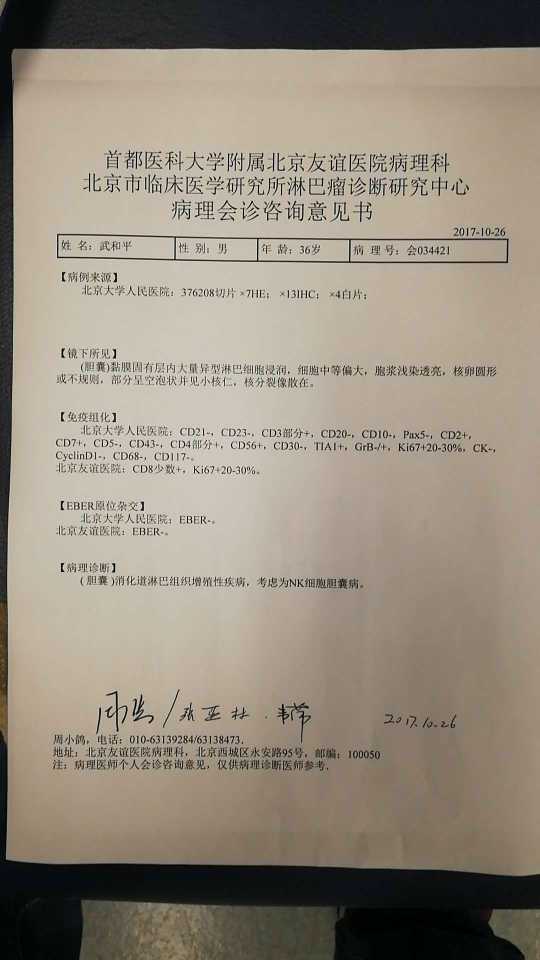 首都医科大学附属北京友谊医院病理科
北京市临床医学研究所淋巴瘤诊断研究中心
病理会诊咨询意见书
2017-10-26
姓 名：武和平 性 别：男 年 龄：36岁 病 理 号：会034421
【病例来源】
北京大学人民医院：376208切片 ×7HE； ×13IHC； ×4白片；
【镜下所见】
(胆囊)黏膜固有层内大量异型淋巴细胞浸润，细胞中等偏大，胞浆浅染透亮，核卵圆形
或不规则，部分呈空泡状并见小核仁，核分裂像散在。
【免疫组化】
北京大学人民医院：CD21-，CD23-，CD3部分+，CD20-，CD10-，Pax5-，CD2+，
CD7+，CD5-，CD43-，CD4部分+，CD56+，CD30-，TIA1+，GrB-/+，Ki67+20-30%，CK-，
CyclinD1-，CD68-，CD117-。
北京友谊医院：CD8少数+，Ki67+20-30%。
【EBER原位杂交】
北京大学人民医院：EBER-。
北京友谊医院：EBER-。
【病理诊断】
( 胆囊 )消化道淋巴组织增殖性疾病，考虑为NK细胞胆囊病。
2017.10-26
周小鸽，电话：010-63139284/63138473.
地址：北京友谊医院病理科，北京西城区永安路95号，邮编：100050
注：病理医师个人会诊咨询意见，仅供病理诊断医师参考.